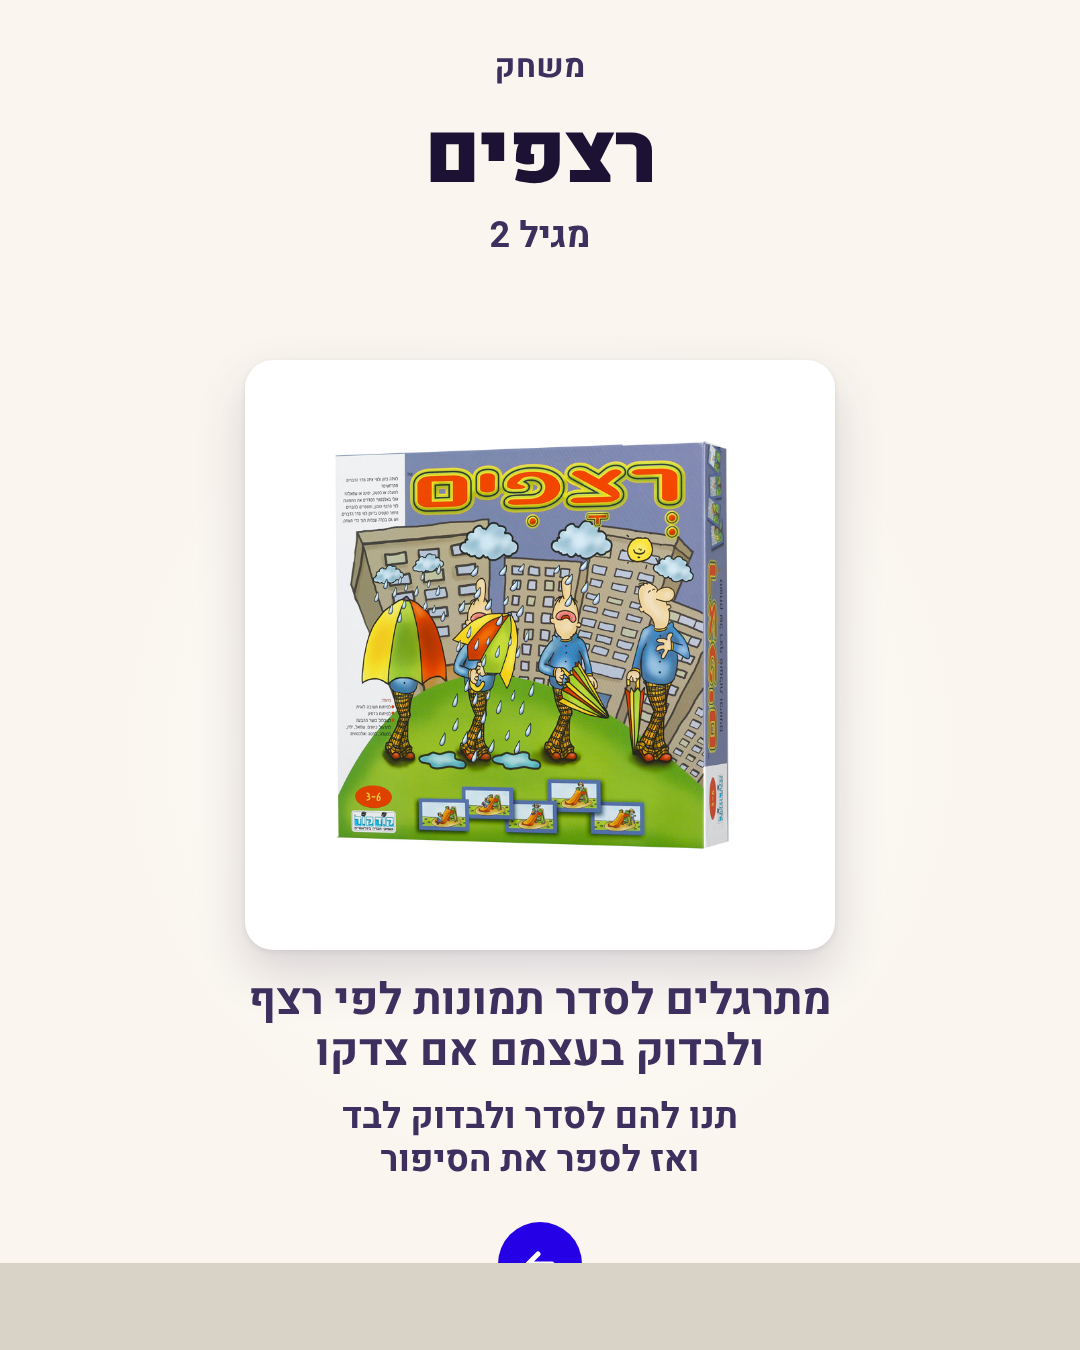 משחק
רצפים
מגיל 2
רְצָפִים
3-6
מתרגלים לסדר תמונות לפי רצף
ולבדוק בעצמם אם צדקו
תנו להם לסדר ולבדוק לבד
ואז לספר את הסיפור